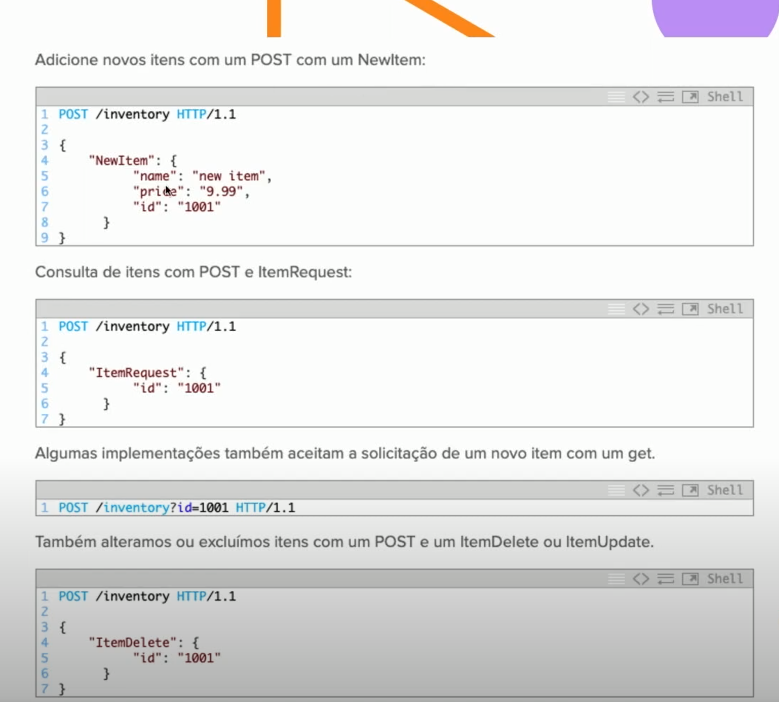 Adicione novos itens com um POST com um NewItem:
Shell
1 POST /inventory HTTP/1.1
2
3 {
4 "NewItem": {
5 "name": "new item",
6 "price": "9.99",
7 "id": "1001"
8 }
9 }
Consulta de itens com POST e ItemRequest:
Shell
1 POST /inventory HTTP/1.1
2
3 {
4 "ItemRequest": {
5 "id": "1001"
6 }
7 }
Algumas implementações também aceitam a solicitação de um novo item com um get.
Shell
1 POST /inventory?id=1001 HTTP/1.1
Também alteramos ou excluímos itens com um POST e um ItemDelete ou ItemUpdate.
Shell
1 POST /inventory HTTP/1.1
2
3 {
4 "ItemDelete": {
5 "id": "1001"
6 }
7 }